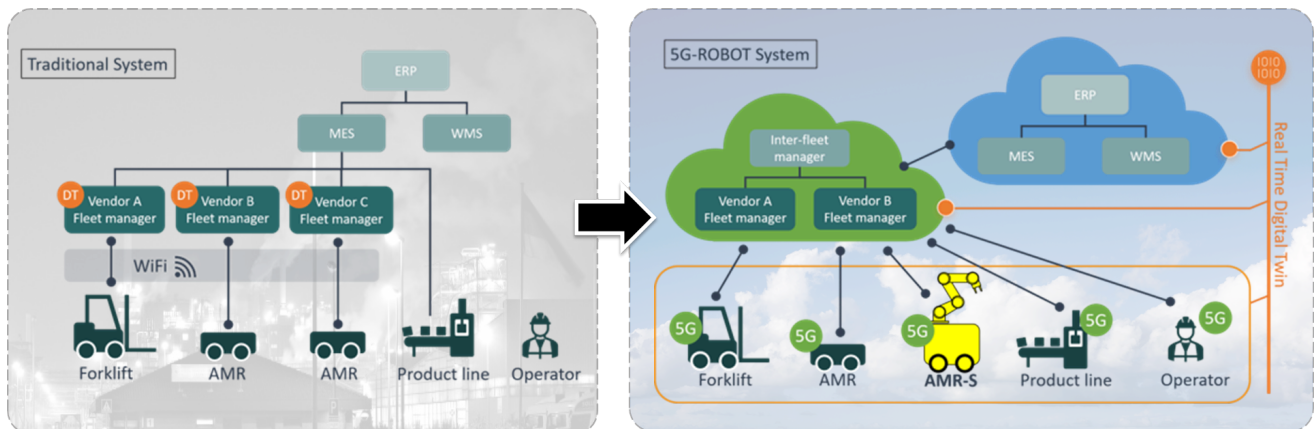 Traditional System
ERP
MES
WMS
DT
Vendor A
Fleet manager
DT
Vendor B
Fleet manager
DT
Vendor C
Fleet manager
WiFi
Forklift
AMR
AMR
Product line
Operator
5G-ROBOT System
ERP
MES
WMS
Inter-fleet
manager
Vendor A
Fleet manager
Vendor B
Fleet manager
1010
1010
Real Time Digital Twin
5G
5G
5G
5G
5G
Forklift
AMR
AMR-S
Product line
Operator